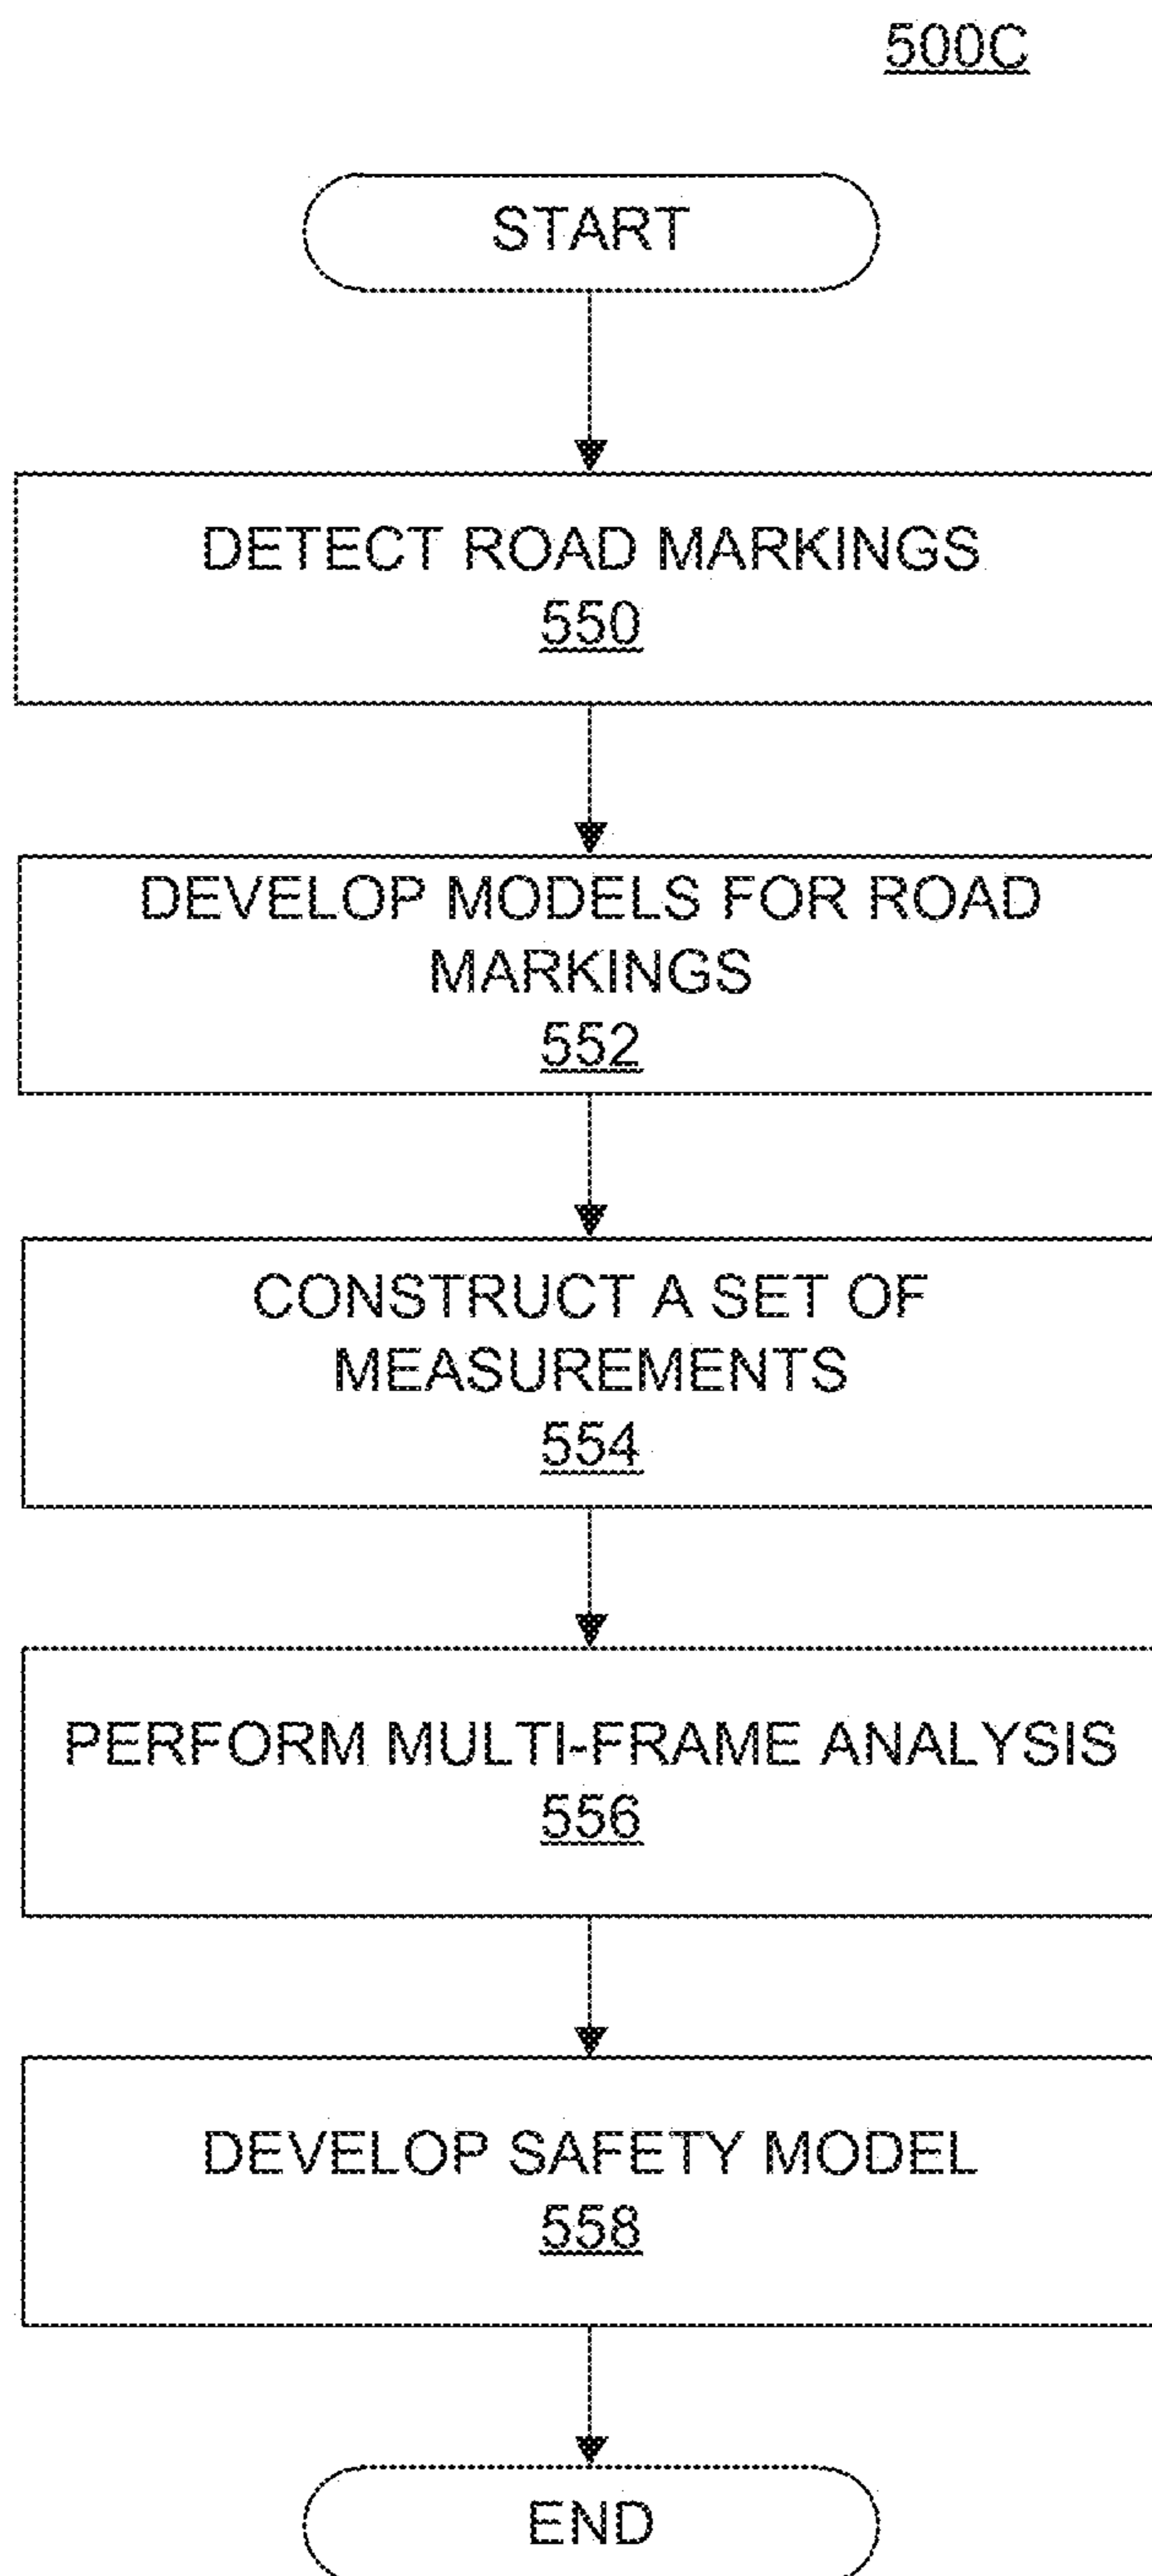 500C
START
DETECT ROAD MARKINGS
550
DEVELOP MODELS FOR ROAD
MARKINGS
552
CONSTRUCT A SET OF
MEASUREMENTS
554
PERFORM MULTI-FRAME ANALYSIS
556
DEVELOP SAFETY MODEL
558
END